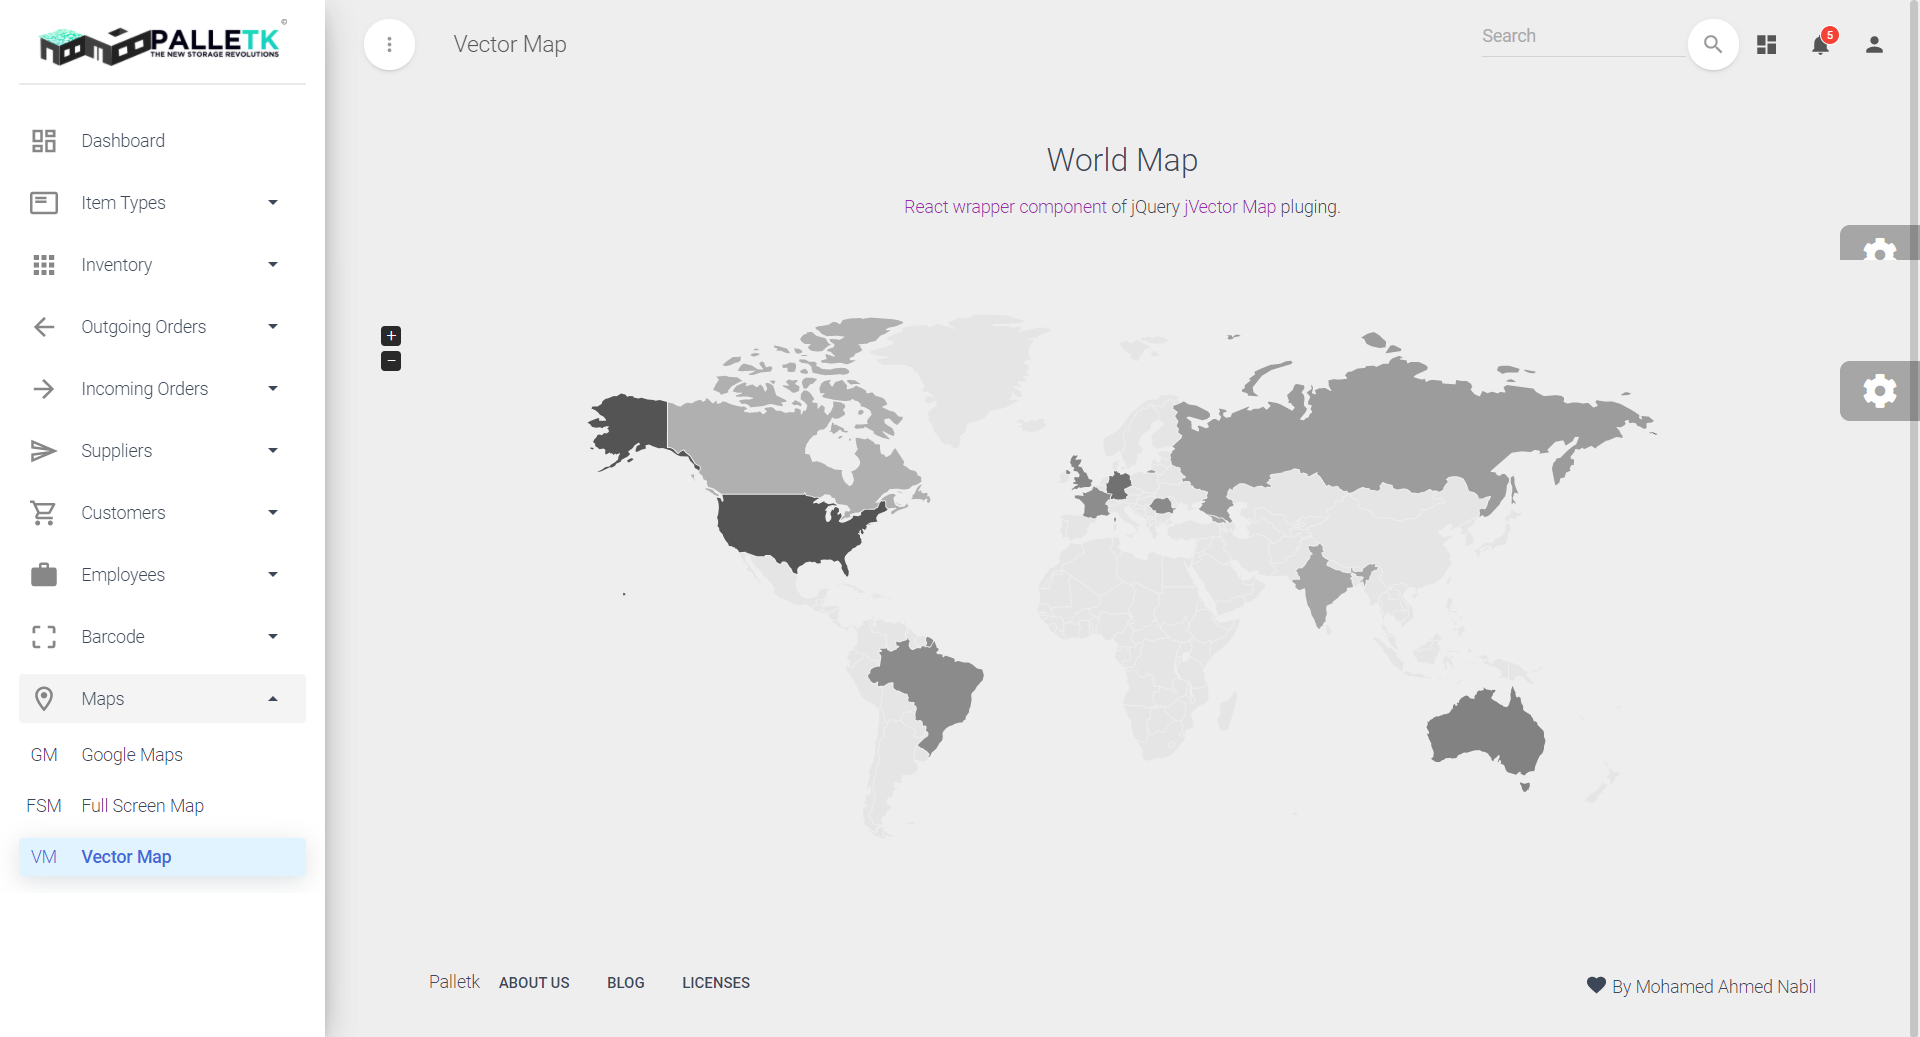 PALLETK
©
THE NEW STORAGE REVOLUTIONS
Vector Map
Search
5
Dashboard
Item Types
Inventory
Outgoing Orders
Incoming Orders
Suppliers
Customers
Employees
Barcode
Maps
GM Google Maps
FSM Full Screen Map
VM Vector Map
World Map
React wrapper component of jQuery jVector Map pluging.
+
−
Palletk ABOUT US BLOG LICENSES
By Mohamed Ahmed Nabil